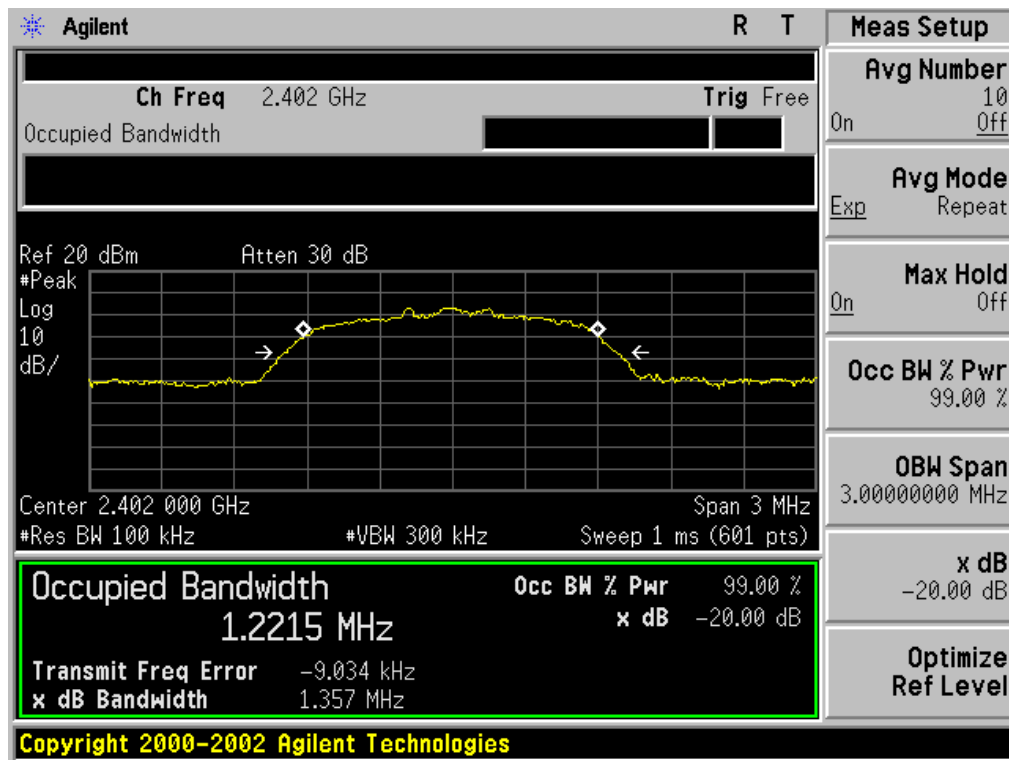 Agilent R T
Ch Freq 2.402 GHz Trig Free
Occupied Bandwidth
Ref 20 dBm Atten 30 dB
#Peak
Log
10
dB/
Center 2.402 000 GHz Span 3 MHz
#Res BW 100 kHz #VBW 300 kHz Sweep 1 ms (601 pts)
Occupied Bandwidth
1.2215 MHz
Occ BW % Pwr 99.00 %
x dB -20.00 dB
Transmit Freq Error -9.034 kHz
x dB Bandwidth 1.357 MHz
Copyright 2000-2002 Agilent Technologies
Meas Setup
Avg Number
10
On Off
Avg Mode
Exp Repeat
Max Hold
On Off
Occ BW % Pwr
99.00 %
OBW Span
3.00000000 MHz
x dB
-20.00 dB
Optimize
Ref Level